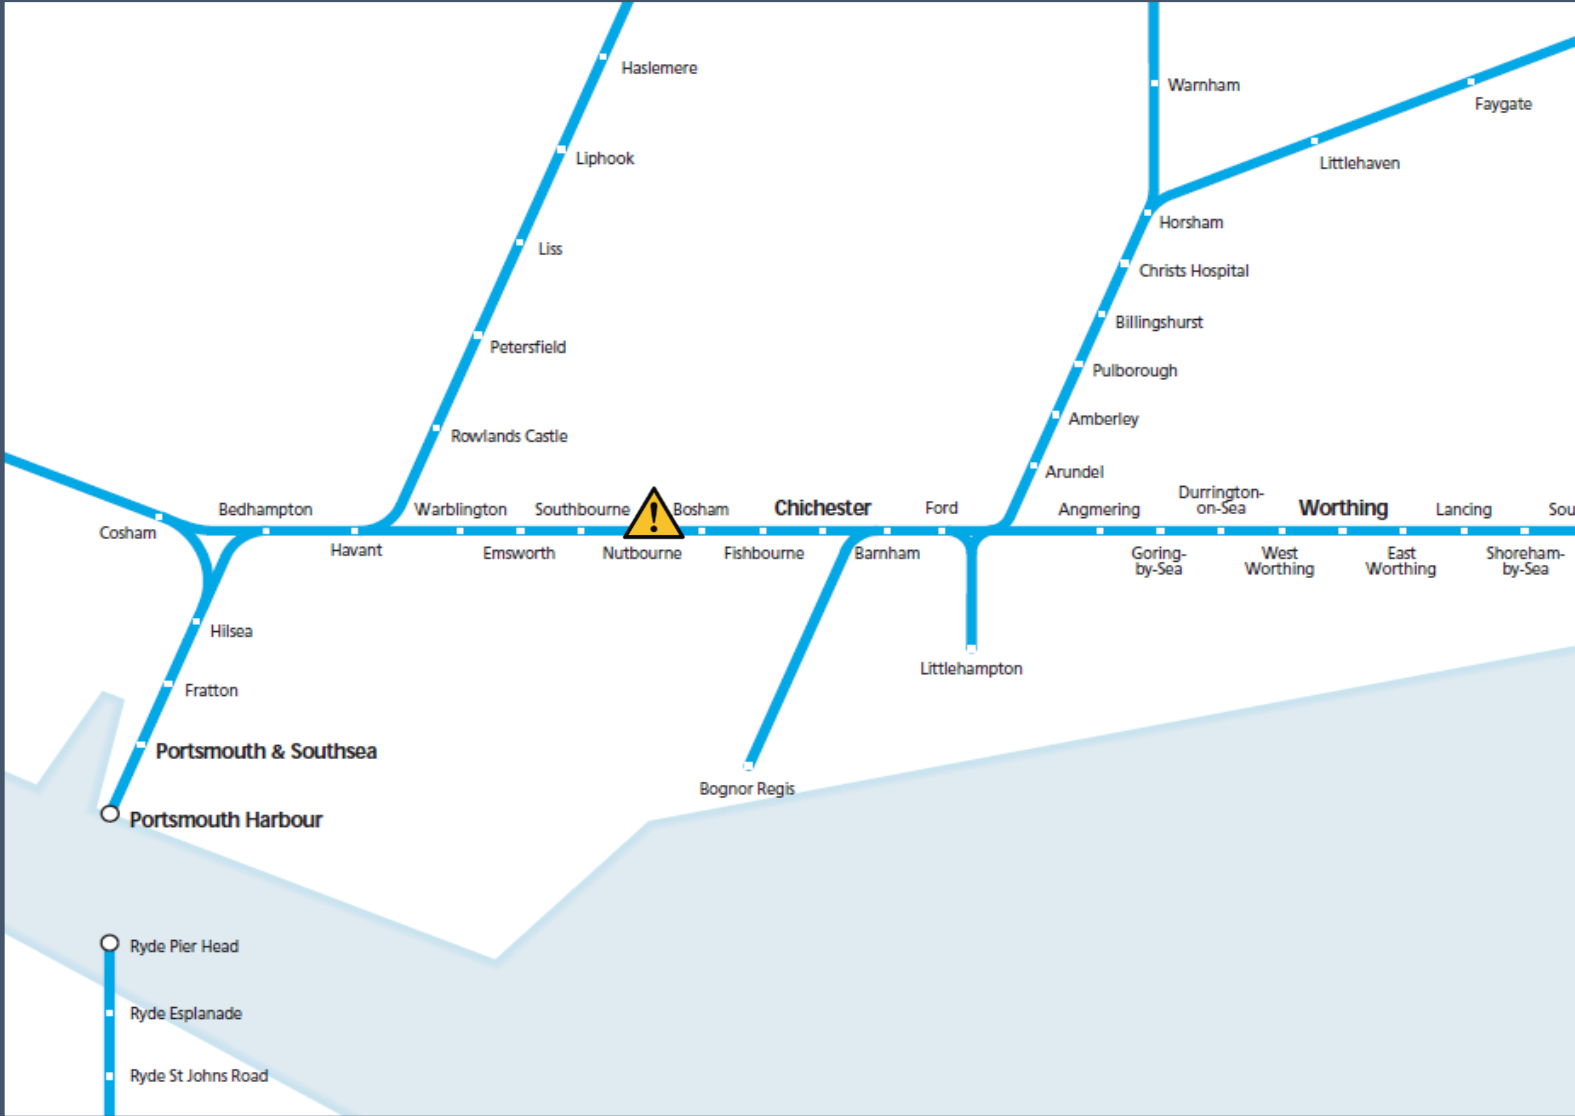 Haslemere
Warnham
Faygate
Liphook
Littlehaven
Horsham
Liss
Christs Hospital
Billingshurst
Petersfield
Pulborough
Amberley
Rowlands Castle
Arundel
Durrington-
on-Sea
Bedhampton
Warblington
Southbourne
Bosham
Chichester
Ford
Angmering
Worthing
Lancing
Sou
Cosham
Havant
Emsworth
Nutbourne
Fishbourne
Barnham
Goring-
by-Sea
West
Worthing
East
Worthing
Shoreham-
by-Sea
Hilsea
Littlehampton
Fratton
Portsmouth & Southsea
Bognor Regis
Portsmouth Harbour
Ryde Pier Head
Ryde Esplanade
Ryde St Johns Road